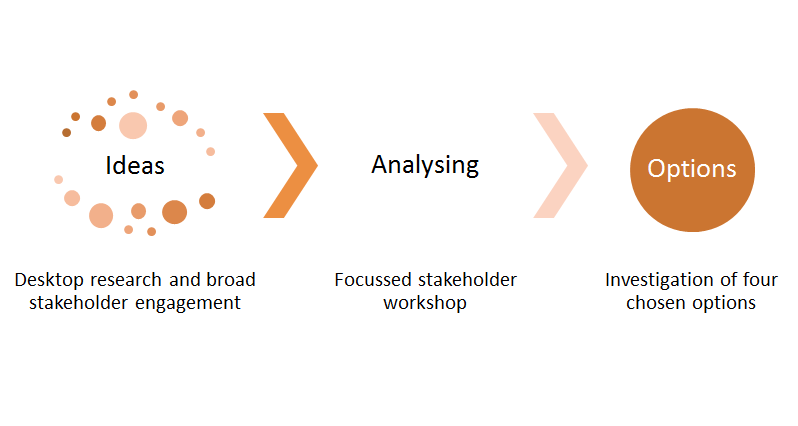 Ideas
Analysing
Options
Desktop research and broad
stakeholder engagement
Focussed stakeholder
workshop
Investigation of four
chosen options